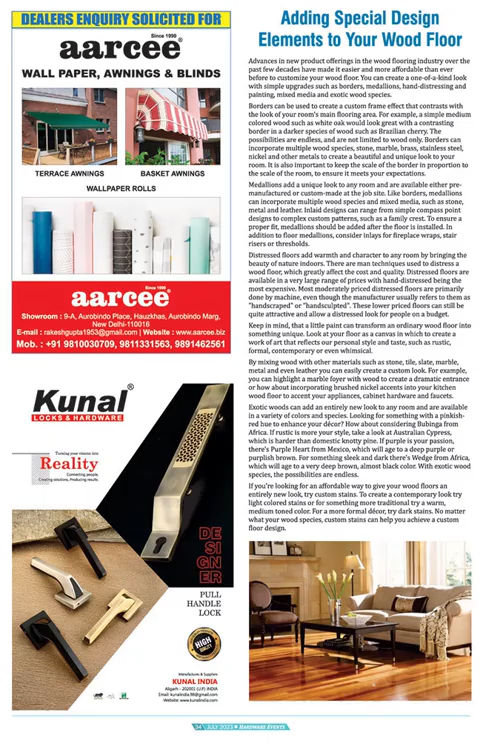 DEALERS ENQUIRY SOLICITED FOR
Since 1996
aarcee®
WALL PAPER, AWNINGS & BLINDS
TERRACE AWNINGS
BASKET AWNINGS
WALLPAPER ROLLS
Since 1996
aarcee®
Showroom : 9-A, Aurobindo Place, Hauzkhas, Aurobindo Marg,
New Delhi-110016
E-mail : rakeshgupta1953@gmail.com | Website : www.aarcee.biz
Mob. : +91 9810030709, 9811331563, 9891462561
Kunal®
LOCKS & HARDWARE
Turning your visions into
Reality
Connecting people.
Creating solutions. Producing results.
DE
SI
GN
ER
PULL
HANDLE
LOCK
HIGH
QUALITY
Manufacture & Suppliers
KUNAL INDIA
Aligarh - 202001 (U.P.) INDIA
Email: kunalindia.98@gmail.com
Website: www.kunalindia.com
Adding Special Design
Elements to Your Wood Floor
Advances in new product offerings in the wood flooring industry over the
past few decades have made it easier and more affordable than ever
before to customize your wood floor. You can create a one-of-a-kind look
with simple upgrades such as borders, medallions, hand-distressing and
painting, mixed media and exotic wood species.
Borders can be used to create a custom frame effect that contrasts with
the look of your room's main flooring area. For example, a simple medium
colored wood such as white oak would look great with a contrasting
border in a darker species of wood such as Brazilian cherry. The
possibilities are endless, and are not limited to wood only. Borders can
incorporate multiple wood species, stone, marble, brass, stainless steel,
nickel and other metals to create a beautiful and unique look to your
room. It is also important to keep the scale of the border in proportion to
the scale of the room, to ensure it meets your expectations.
Medallions add a unique look to any room and are available either pre-
manufactured or custom-made at the job site. Like borders, medallions
can incorporate multiple wood species and mixed media, such as stone,
metal and leather. Inlaid designs can range from simple compass point
designs to complex custom patterns, such as a family crest. To ensure a
proper fit, medallions should be added after the floor is installed. In
addition to floor medallions, consider inlays for fireplace wraps, stair
risers or thresholds.
Distressed floors add warmth and character to any room by bringing the
beauty of nature indoors. There are man techniques used to distress a
wood floor, which greatly affect the cost and quality. Distressed floors are
available in a very large range of prices with hand-distressed being the
most expensive. Most moderately priced distressed floors are primarily
done by machine, even though the manufacturer usually refers to them as
"handscraped" or "handsculpted". These lower priced floors can still be
quite attractive and allow a distressed look for people on a budget.
Keep in mind, that a little paint can transform an ordinary wood floor into
something unique. Look at your floor as a canvas in which to create a
work of art that reflects our personal style and taste, such as rustic,
formal, contemporary or even whimsical.
By mixing wood with other materials such as stone, tile, slate, marble,
metal and even leather you can easily create a custom look. For example,
you can highlight a marble foyer with wood to create a dramatic entrance
or how about incorporating brushed nickel accents into your kitchen
wood floor to accent your appliances, cabinet hardware and faucets.
Exotic woods can add an entirely new look to any room and are available
in a variety of colors and species. Looking for something with a pinkish-
red hue to enhance your décor? How about considering Bubinga from
Africa. If rustic is more your style, take a look at Australian Cypress,
which is harder than domestic knotty pine. If purple is your passion,
there's Purple Heart from Mexico, which will age to a deep purple or
purplish brown. For something sleek and dark there's Wedge from Africa,
which will age to a very deep brown, almost black color. With exotic wood
species, the possibilities are endless.
If you're looking for an affordable way to give your wood floors an
entirely new look, try custom stains. To create a contemporary look try
light colored stains or for something more traditional try a warm,
medium toned color. For a more formal décor, try dark stains. No matter
what your wood species, custom stains can help you achieve a custom
floor design.
34 JULY 2023 HARDWARE EVENTS